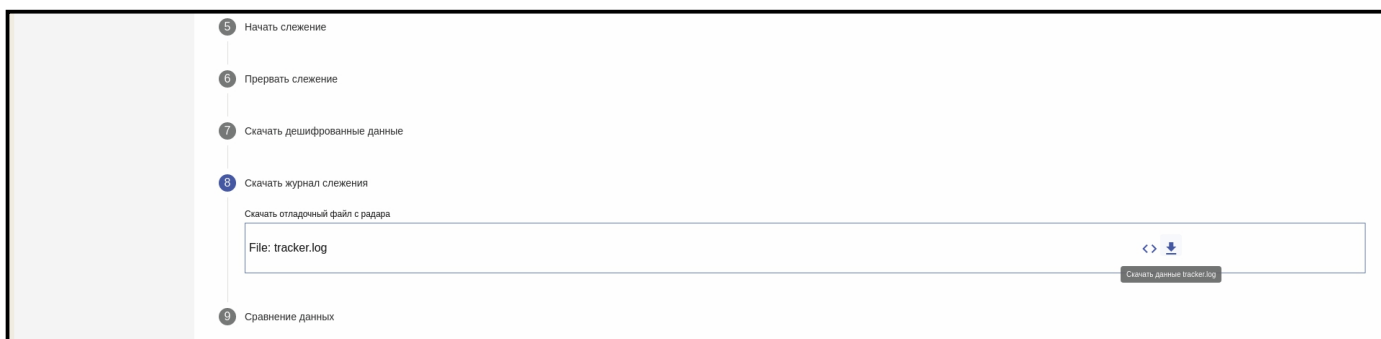 5 Начать слежение
6 Прервать слежение
7 Скачать дешифрованные данные
8 Скачать журнал слежения
Скачать отладочный файл с радара
File: tracker.log
Скачать данные tracker.log
9 Сравнение данных